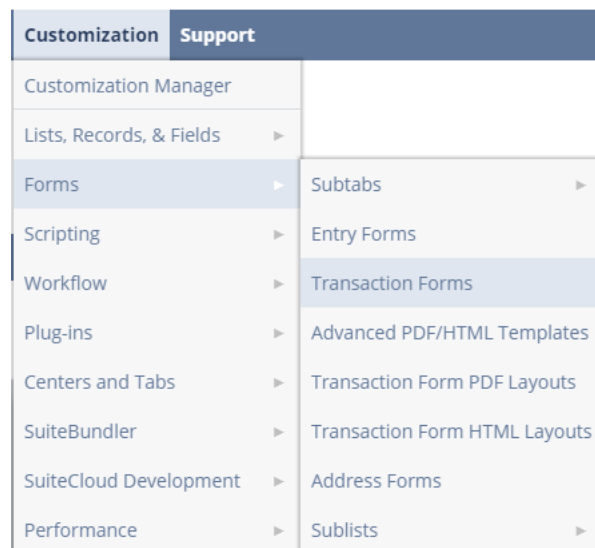 Customization Support
Customization Manager
Lists, Records, & Fields
Forms
Scripting
Workflow
Plug-ins
Centers and Tabs
SuiteBundler
SuiteCloud Development
Performance
Subtabs
Entry Forms
Transaction Forms
Advanced PDF/HTML Templates
Transaction Form PDF Layouts
Transaction Form HTML Layouts
Address Forms
Sublists